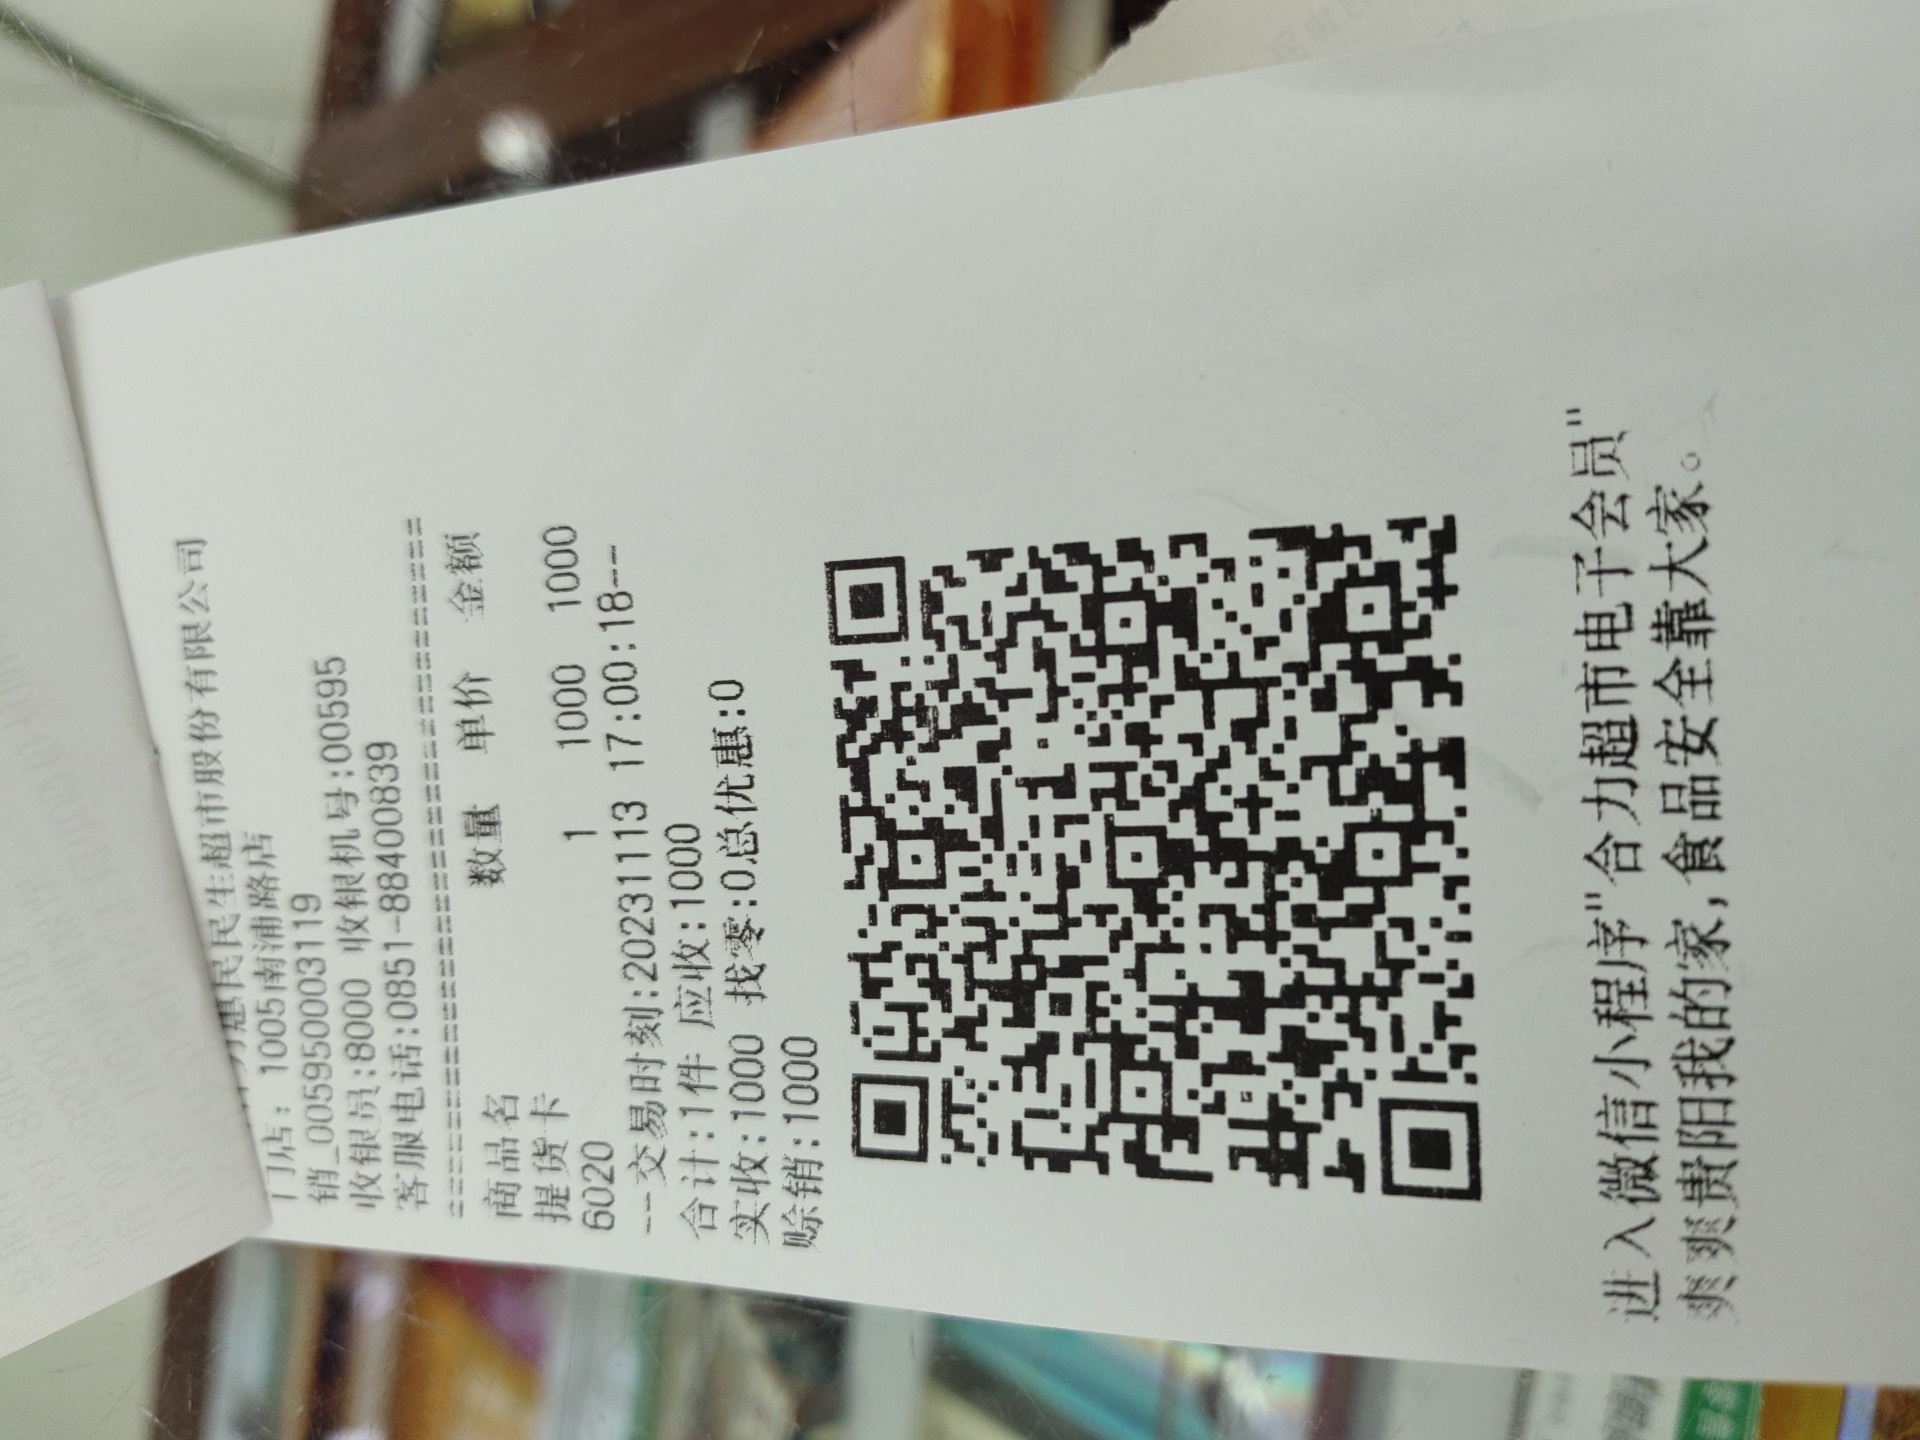 力惠民民生超市股份有限公司
门店: 1005南浦路店
销_005950003119
收银员:8000 收银机号:00595
客服电话:0851-88400839
商品名 数量 单价 金额
提货卡 1 1000 1000
6020
--交易时刻:20231113 17:00:18---
合计:1件 应收:1000
实收:1000 找零:0总优惠:0
赊销:1000
进入微信小程序"合力超市电子会员"
爽爽贵阳我的家,食品安全靠大家。